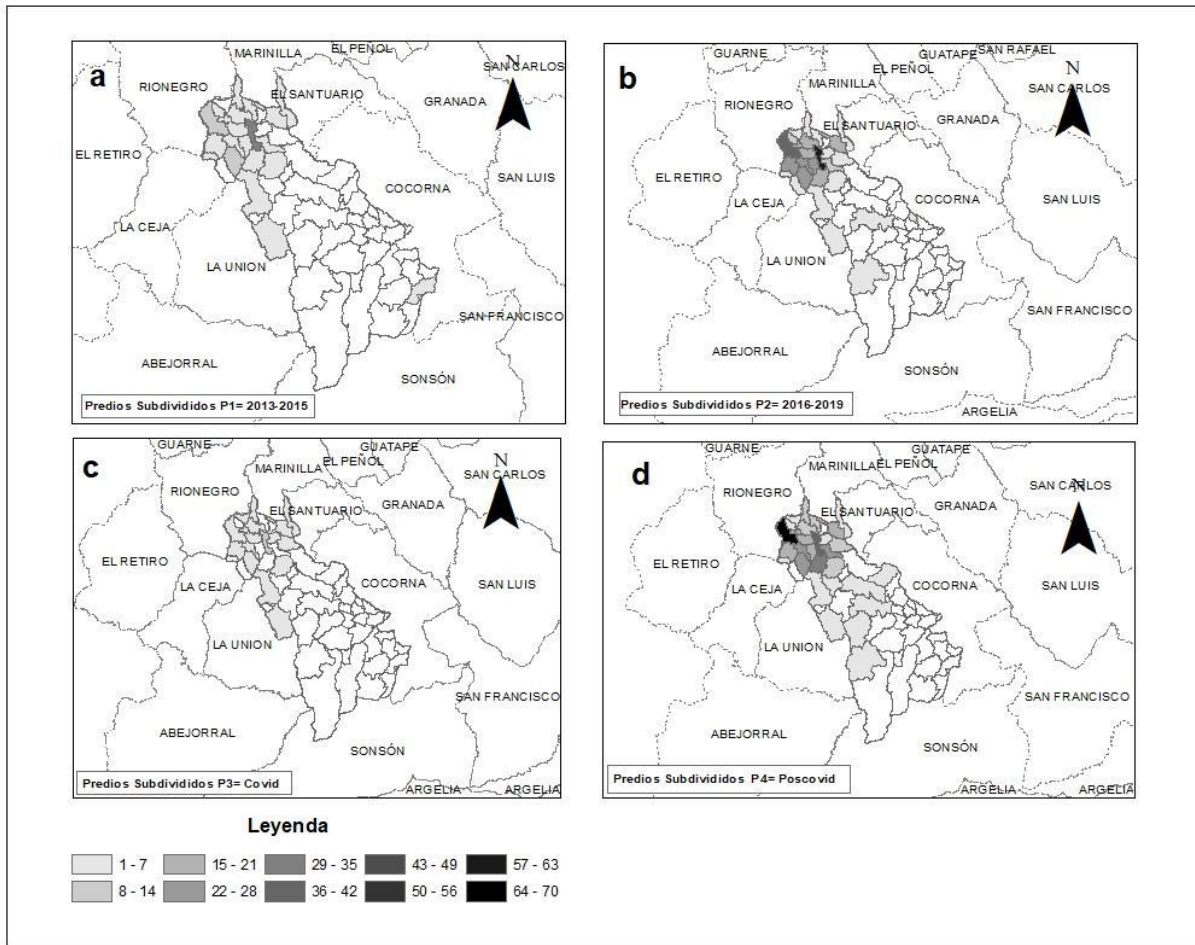 a
MARINILLA
EL PEÑOL
SAN CARLOS
N
RIONEGRO
EL SANTUARIO
GRANADA
EL RETIRO
SAN LUIS
COCORNA
LA CEJA
LA UNION
SAN FRANCISCO
ABEJORRAL
SONSÓN
Predios Subdivididos P1= 2013-2015
b
GUARNE
GUATAPE
SAN RAFAEL
MARINILLA
EL PEÑOL
N
SAN CARLOS
RIONEGRO
EL SANTUARIO
GRANADA
EL RETIRO
LA CEJA
COCORNA
SAN LUIS
LA UNION
SAN FRANCISCO
ABEJORRAL
SONSÓN
Predios Subdivididos P2= 2016-2019
ARGELIA
c
GUARNE
GUATAPE
MARINILLA
EL PEÑOL
N
SAN CARLOS
RIONEGRO
EL SANTUARIO
GRANADA
EL RETIRO
LA CEJA
COCORNA
SAN LUIS
LA UNION
SAN FRANCISCO
ABEJORRAL
SONSÓN
Predios Subdivididos P3= Covid
ARGELIA
ARGELIA
d
GUARNE
GUATAPE
MARINILLA
EL PEÑOL
SAN CARLOS
N
RIONEGRO
EL SANTUARIO
GRANADA
EL RETIRO
LA CEJA
COCORNA
SAN LUIS
LA UNION
SAN FRANCISCO
ABEJORRAL
SONSÓN
Predios Subdivididos P4= Poscovid
ARGELIA
ARGELIA
Leyenda
1 - 7 15 - 21 29 - 35 43 - 49 57 - 63
8 - 14 22 - 28 36 - 42 50 - 56 64 - 70